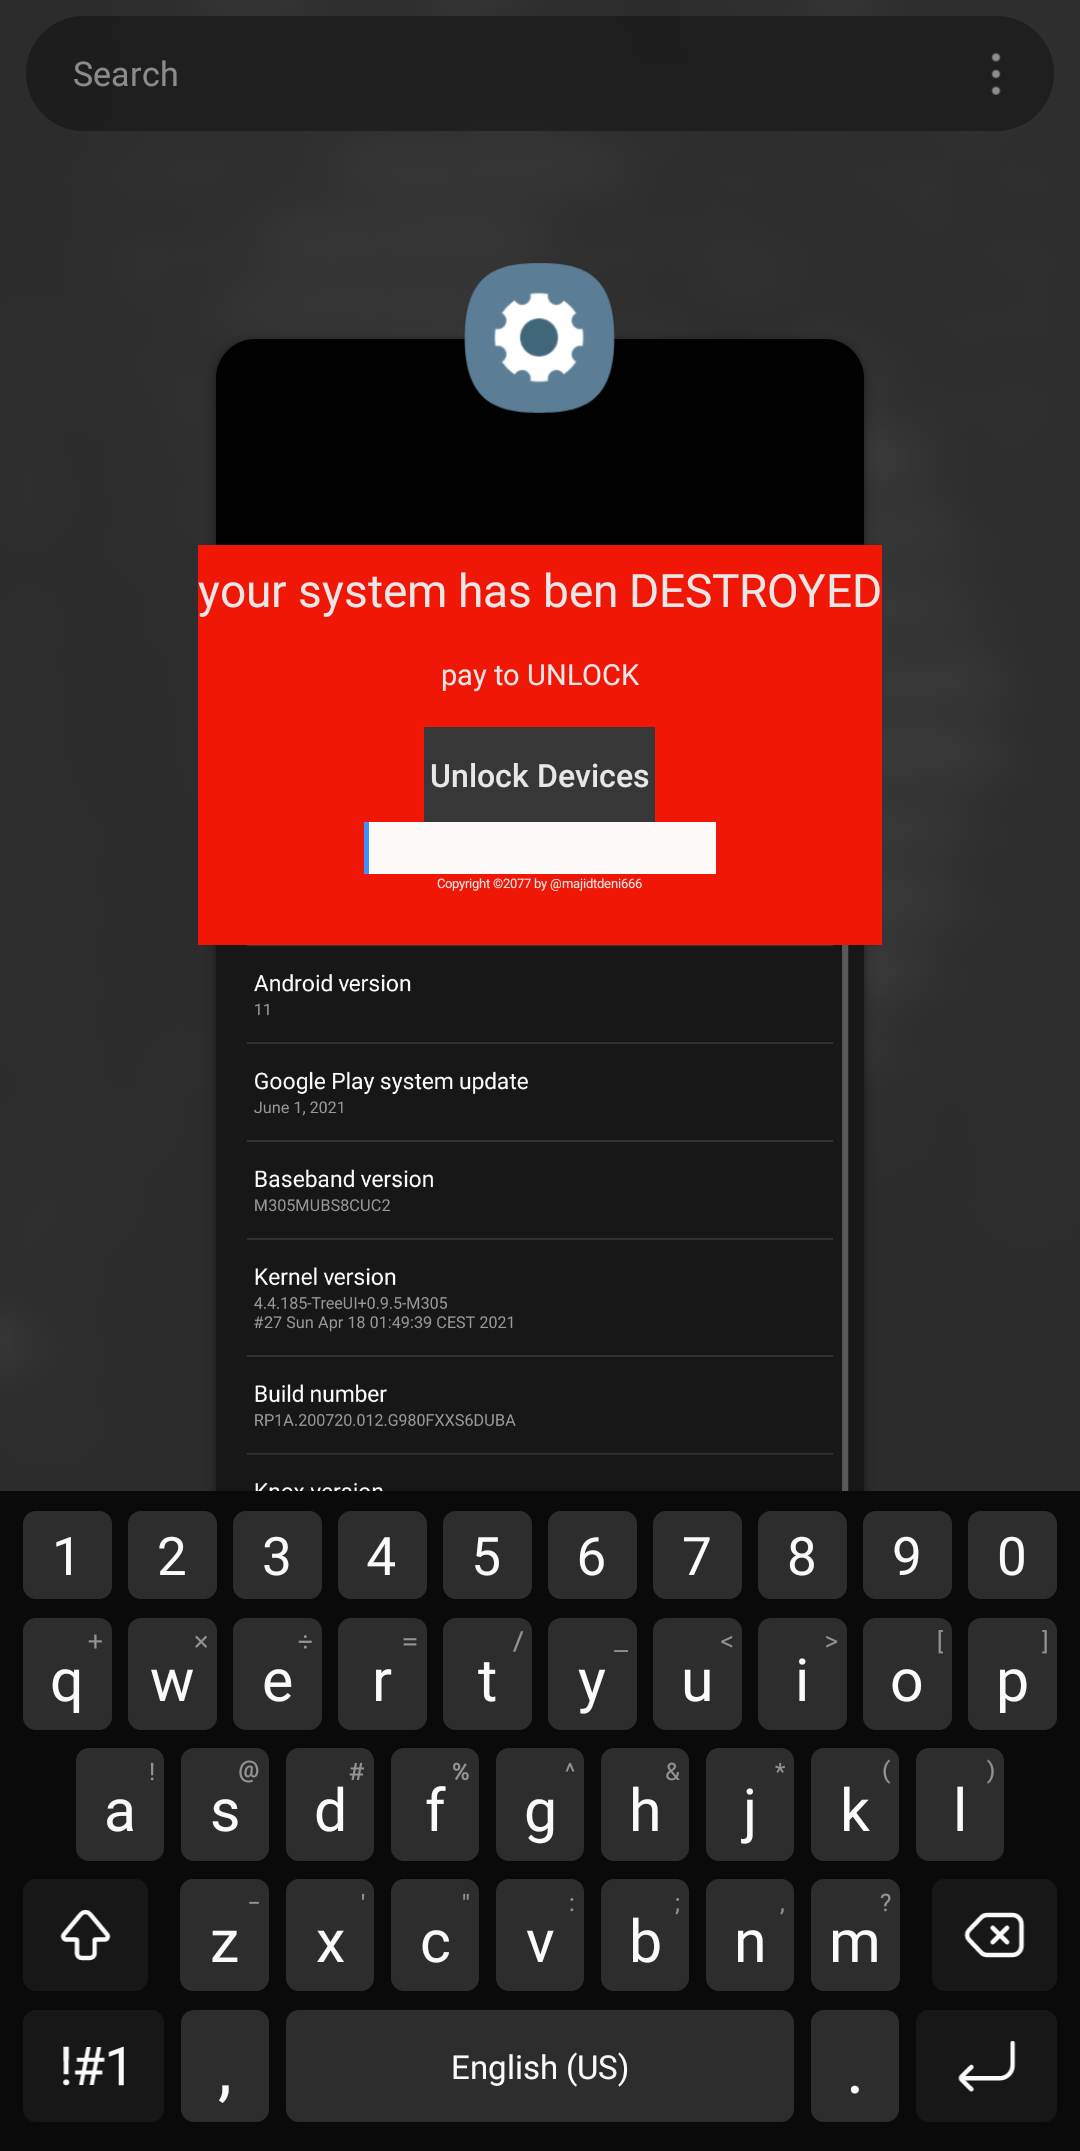 Search
your system has ben DESTROYED
pay to UNLOCK
Unlock Devices
Copyright ©2077 by @majidtdeni666
Android version
11
Google Play system update
June 1, 2021
Baseband version
M305MUBS8CUC2
Kernel version
4.4.185-TreeUI+0.9.5-M305
#27 Sun Apr 18 01:49:39 CEST 2021
Build number
RP1A.200720.012.G980FXXS6DUBA
Knox version
1 2 3 4 5 6 7 8 9 0
+ × ÷ = / _ < > [ ]
q w e r t y u i o p
! @ # % ^ & * ( )
a s d f g h j k l
- ' " : ; , ?
z x c v b n m
!#1 , English (US) .